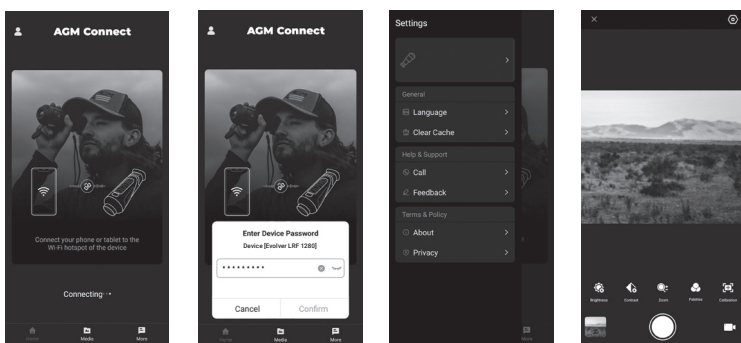 AGM Connect
Connect your phone or tablet to the
Wi-Fi hotspot of the device
Connecting
Home
Media
More
AGM Connect
Enter Device Password
Device [Evolver LRF 1280]
Cancel
Confirm
Home
Media
More
Settings
General
Language
Clear Cache
Help & Support
Call
Feedback
Terms & Policy
About
Privacy
More
Brightness
Contrast
Zoom
Palettes
Calibration